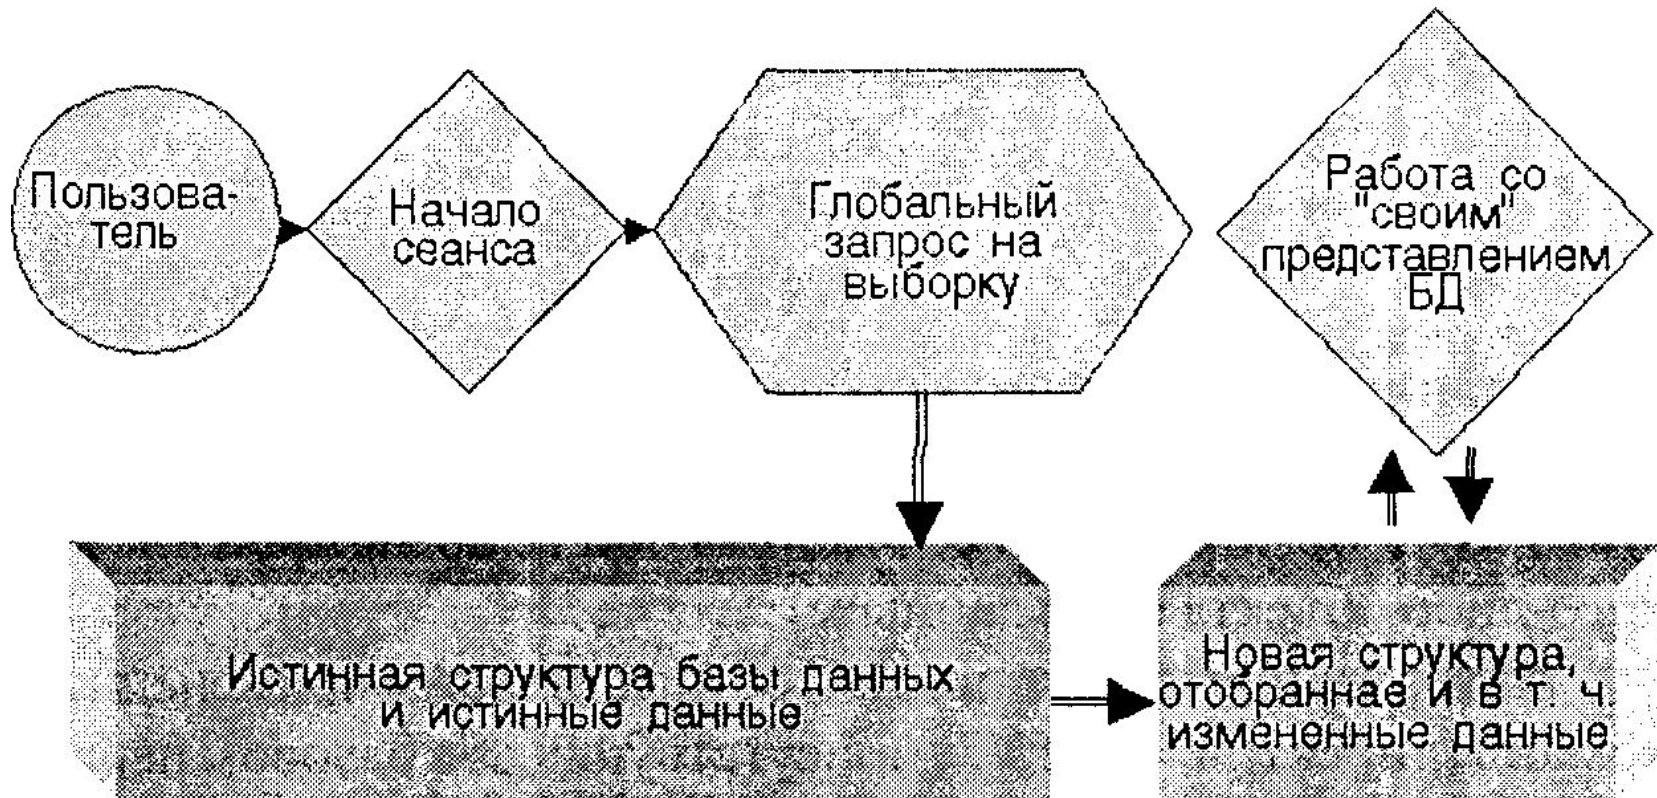 Пользова-
тель
Начало
сеанса
Глобальный
запрос на
выборку
Работа со
"своим"
представлением
БД
Истинная структура базы данных
и истинные данные
Новая структура,
отобраннае и в т. ч.
измененные данные